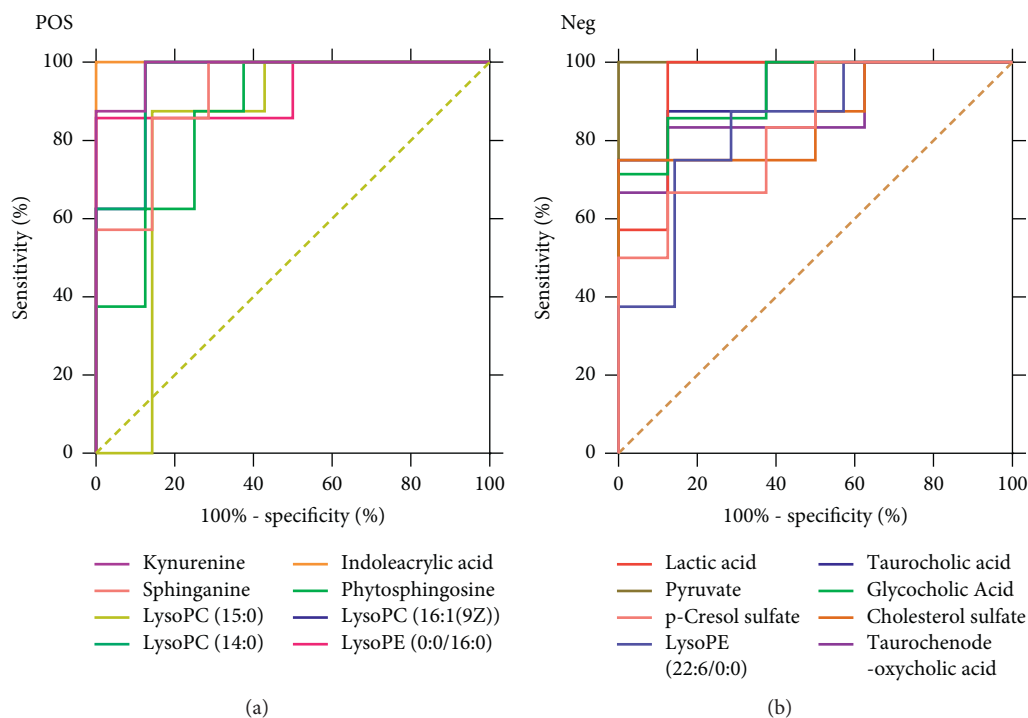 POS
100
80
60
40
20
0
Sensitivity (%)
0 20 40 60 80 100
100% - specificity (%)
Kynurenine
Sphinganine
LysoPC (15:0)
LysoPC (14:0)
Indoleacrylic acid
Phytosphingosine
LysoPC (16:1(9Z))
LysoPE (0:0/16:0)
(a)
Neg
100
80
60
40
20
0
Sensitivity (%)
0 20 40 60 80 100
100% - specificity (%)
Lactic acid
Pyruvate
p-Cresol sulfate
LysoPE
(22:6/0:0)
Taurocholic acid
Glycocholic Acid
Cholesterol sulfate
Taurochenode
-oxycholic acid
(b)